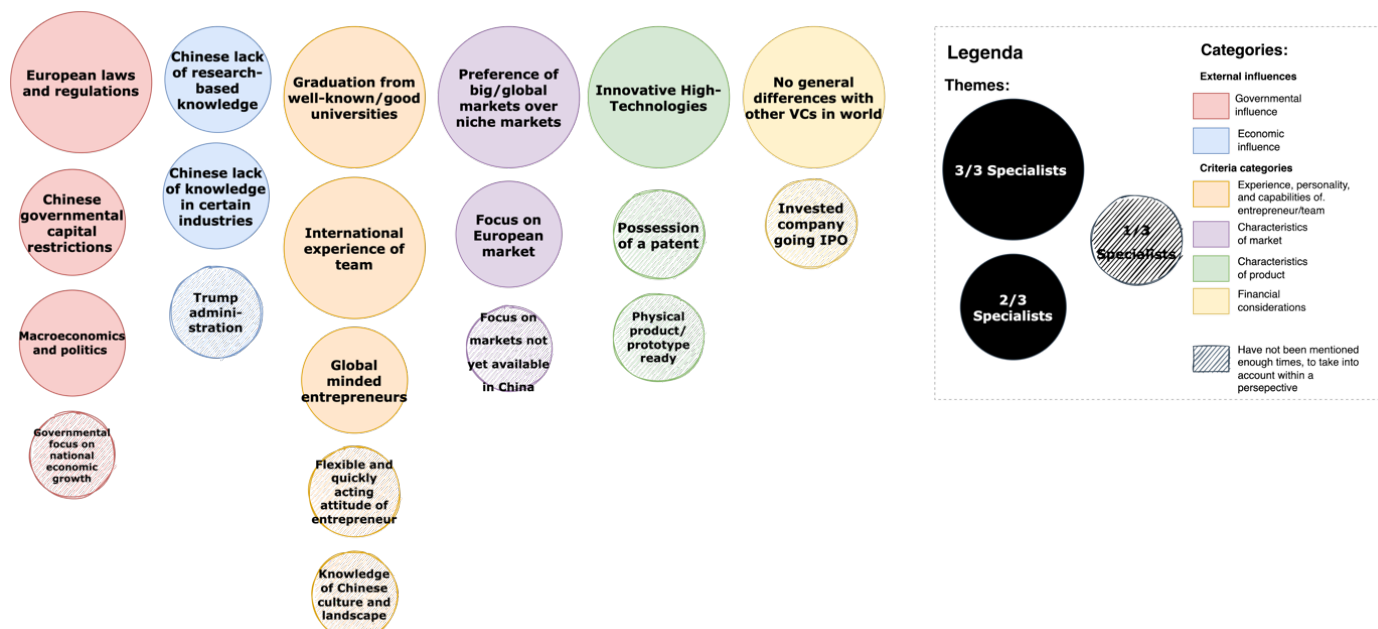 European laws
and regulations
Chinese
governmental
capital
restrictions
Macroeconomics
and politics
Governmental
focus on
national
economic
growth
Chinese lack
of research-
based
knowledge
Chinese lack
of knowledge
in certain
industries
Trump
admini-
stration
Graduation from
well-known/good
universities
International
experience of
team
Global
minded
entrepreneurs
Flexible and
quickly
acting
attitude of
entrepreneur
Knowledge
of Chinese
culture and
landscape
Preference of
big/global
markets over
niche markets
Focus on
European
market
Focus on
markets not
yet available
in China
Innovative High-
Technologies
Possession
of a patent
Physical
product/
prototype
ready
No general
differences with
other VCs in world
Invested
company
going IPO
Legenda
Themes:
3/3 Specialists
2/3
Specialists
1/3
Specialists
Categories:
External influences
Governmental
influence
Economic
influence
Criteria categories
Experience, personality,
and capabilities of.
entrepreneur/team
Characteristics
of market
Characteristics
of product
Financial
considerations
Have not been mentioned
enough times, to take into
account within a
persepective